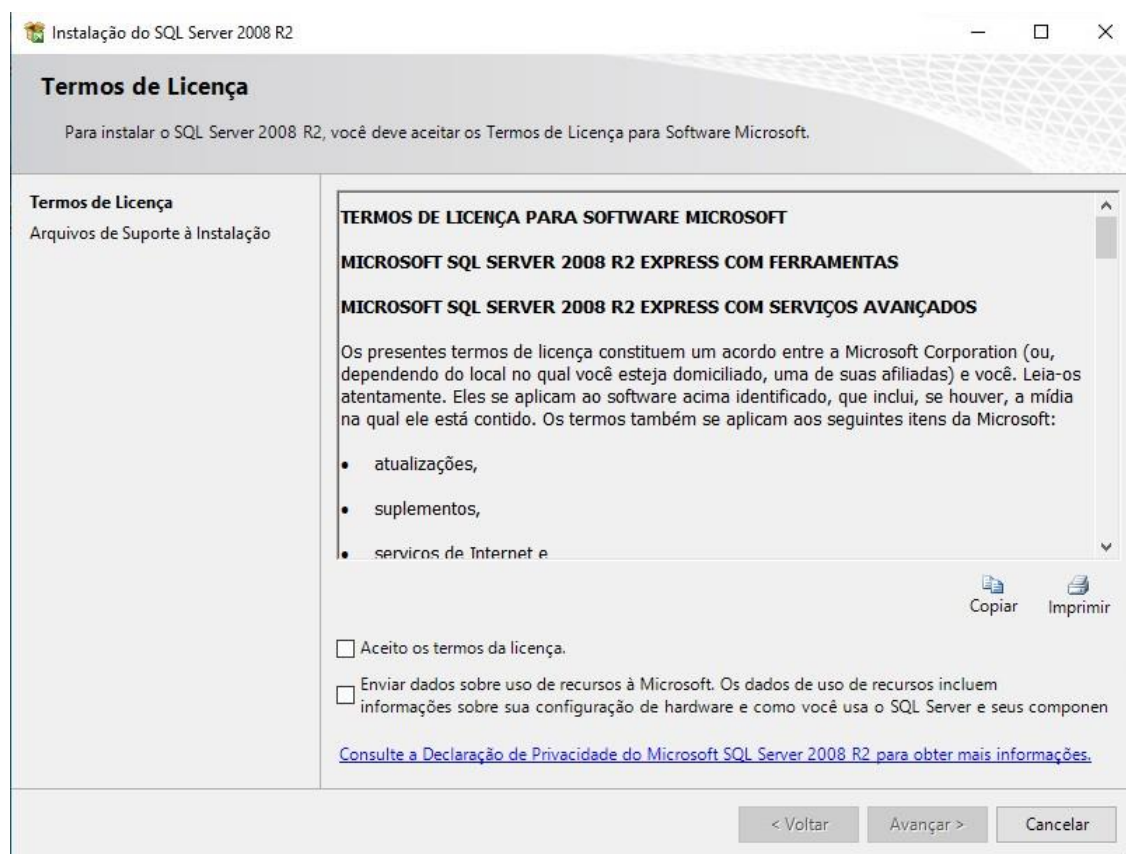 Instalação do SQL Server 2008 R2
Termos de Licença
Para instalar o SQL Server 2008 R2, você deve aceitar os Termos de Licença para Software Microsoft.
Termos de Licença
Arquivos de Suporte à Instalação
TERMOS DE LICENÇA PARA SOFTWARE MICROSOFT
MICROSOFT SQL SERVER 2008 R2 EXPRESS COM FERRAMENTAS
MICROSOFT SQL SERVER 2008 R2 EXPRESS COM SERVIÇOS AVANÇADOS
Os presentes termos de licença constituem um acordo entre a Microsoft Corporation (ou,
dependendo do local no qual você esteja domiciliado, uma de suas afiliadas) e você. Leia-os
atentamente. Eles se aplicam ao software acima identificado, que inclui, se houver, a mídia
na qual ele está contido. Os termos também se aplicam aos seguintes itens da Microsoft:
• atualizações,
• suplementos,
• serviços de Internet e
Copiar
Imprimir
Aceito os termos da licença.
Enviar dados sobre uso de recursos à Microsoft. Os dados de uso de recursos incluem
informações sobre sua configuração de hardware e como você usa o SQL Server e seus componen
Consulte a Declaração de Privacidade do Microsoft SQL Server 2008 R2 para obter mais informações.
< Voltar
Avançar >
Cancelar